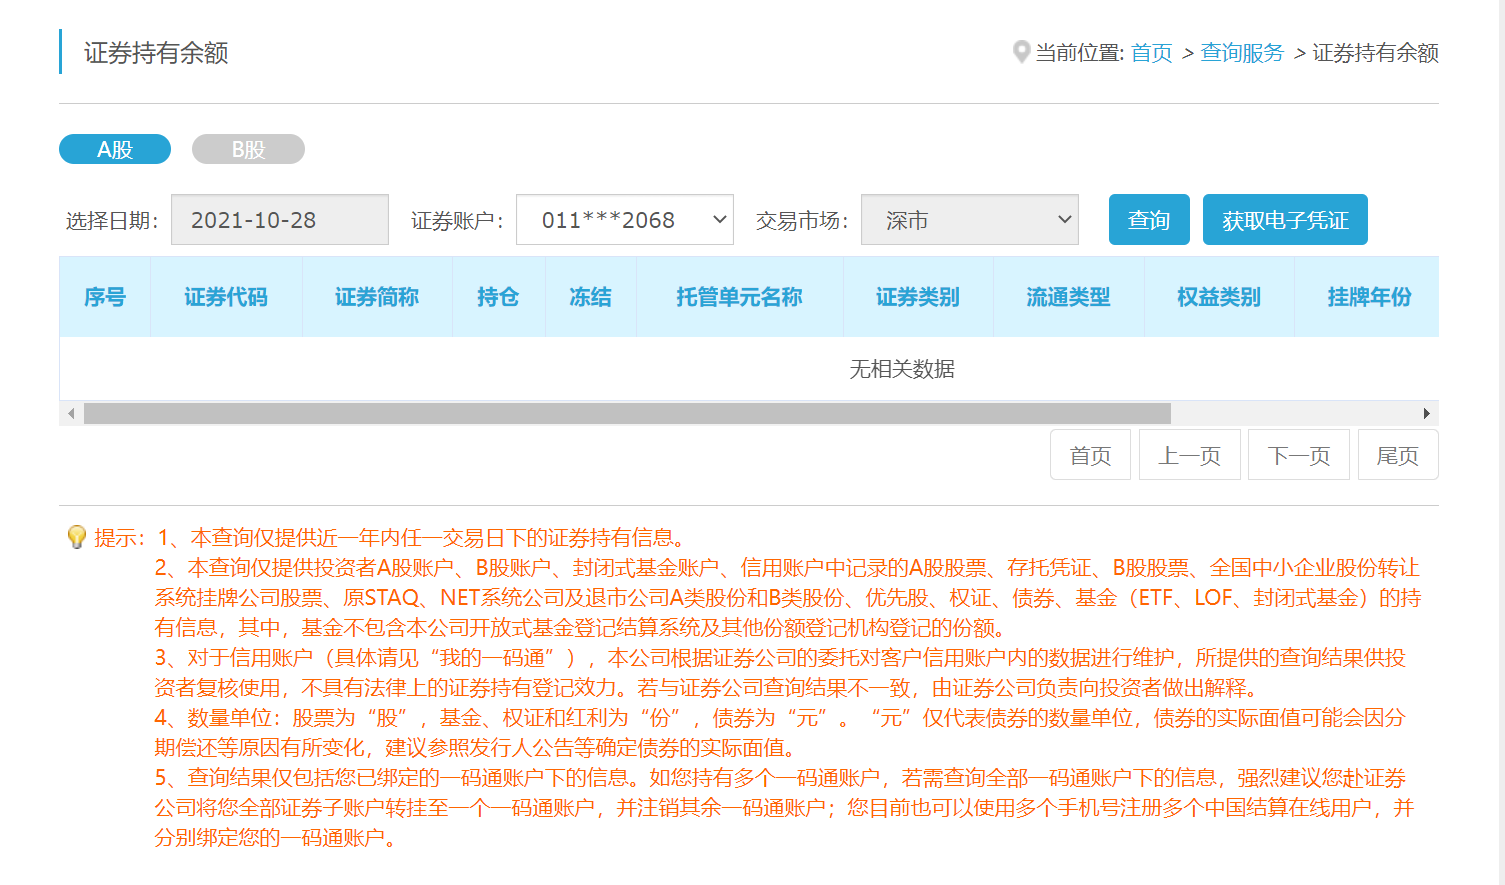 证券持有余额
当前位置: 首页 > 查询服务 > 证券持有余额
A股 B股
选择日期: 2021-10-28 证券账户: 011***2068 交易市场: 深市 查询 获取电子凭证
序号 证券代码 证券简称 持仓 冻结 托管单元名称 证券类别 流通类型 权益类别 挂牌年份
无相关数据
首页 上一页 下一页 尾页
提示：1、本查询仅提供近一年内任一交易日下的证券持有信息。
2、本查询仅提供投资者A股账户、B股账户、封闭式基金账户、信用账户中记录的A股股票、存托凭证、B股股票、全国中小企业股份转让
系统挂牌公司股票、原STAQ、NET系统公司及退市公司A类股份和B类股份、优先股、权证、债券、基金（ETF、LOF、封闭式基金）的持
有信息，其中，基金不包含本公司开放式基金登记结算系统及其他份额登记机构登记的份额。
3、对于信用账户（具体请见“我的一码通”），本公司根据证券公司的委托对客户信用账户内的数据进行维护，所提供的查询结果供投
资者复核使用，不具有法律上的证券持有登记效力。若与证券公司查询结果不一致，由证券公司负责向投资者做出解释。
4、数量单位：股票为“股”，基金、权证和红利为“份”，债券为“元”。“元”仅代表债券的数量单位，债券的实际面值可能会因分
期偿还等原因有所变化，建议参照发行人公告等确定债券的实际面值。
5、查询结果仅包括您已绑定的一码通账户下的信息。如您持有多个一码通账户，若需查询全部一码通账户下的信息，强烈建议您赴证券
公司将您全部证券子账户转挂至一个一码通账户，并注销其余一码通账户；您目前也可以使用多个手机号注册多个中国结算在线用户，并
分别绑定您的一码通账户。